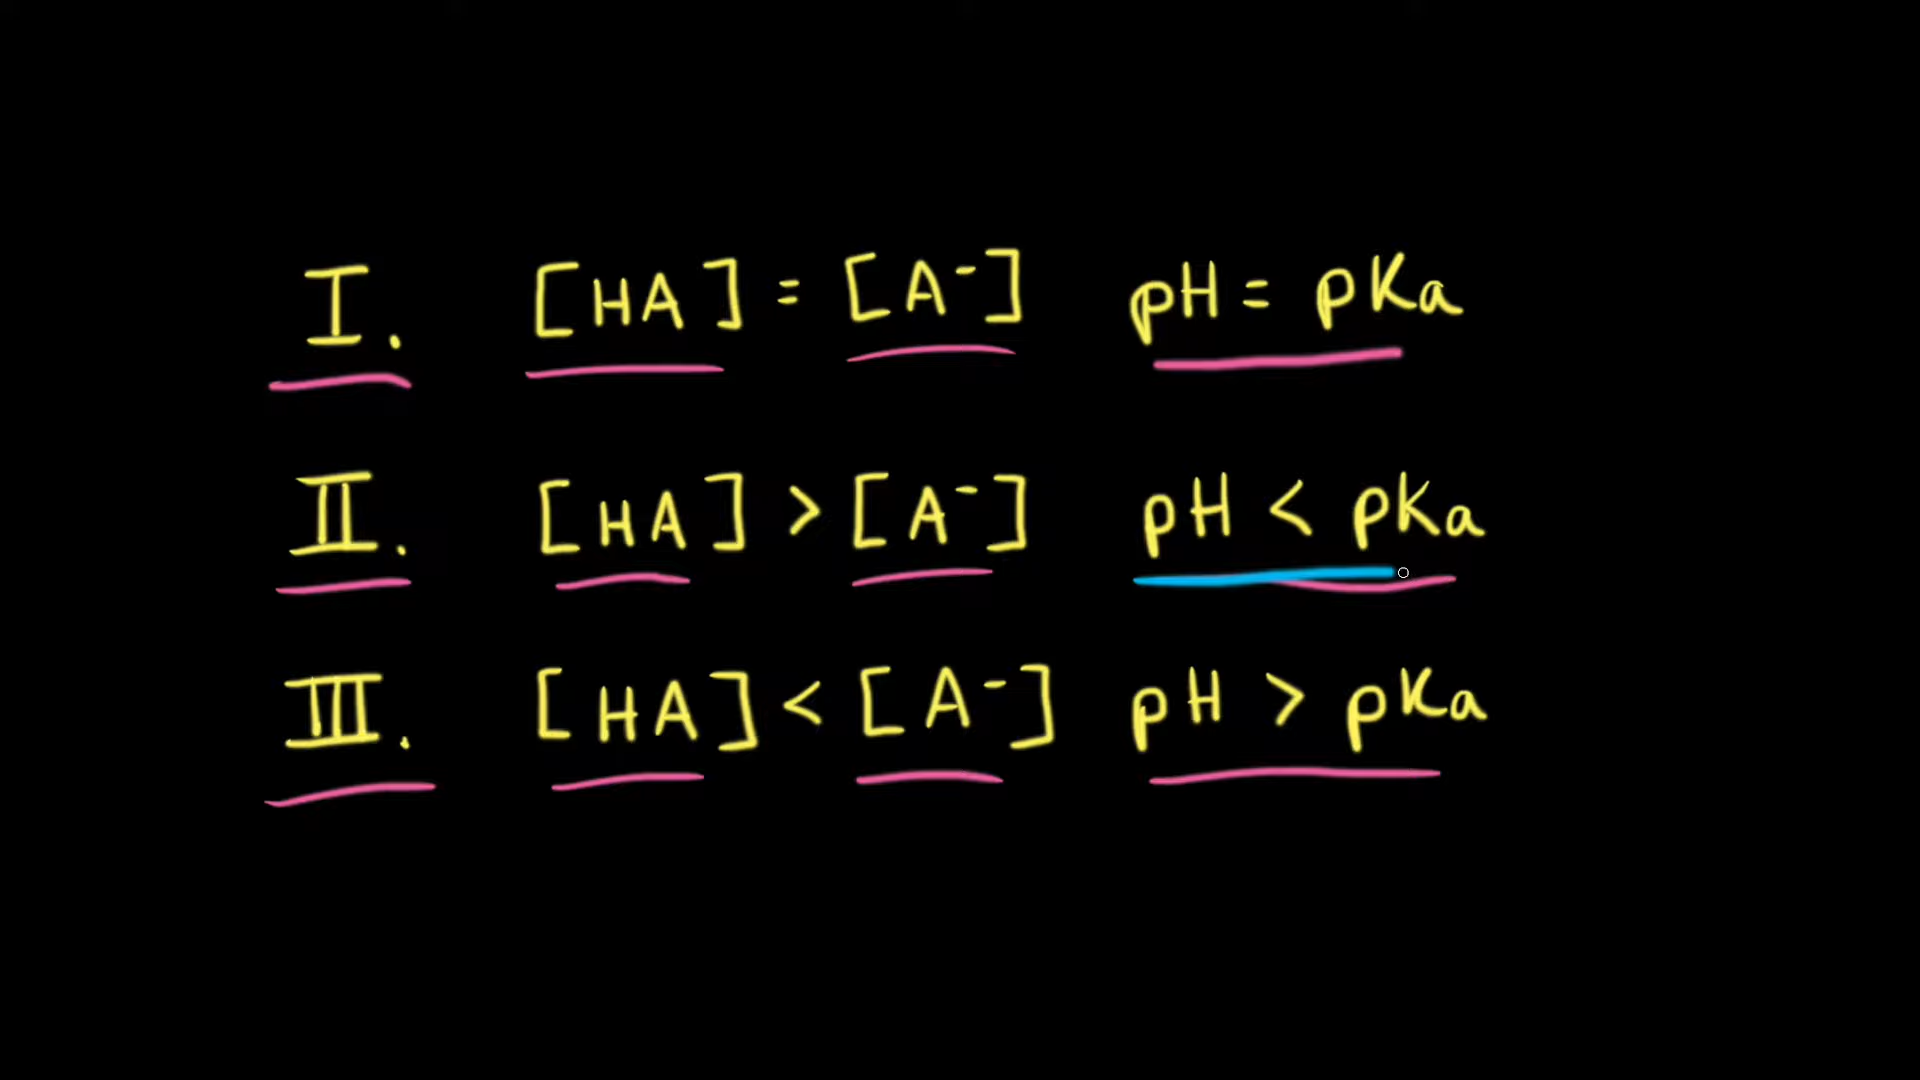 I. [HA] = [A⁻] pH = pKa
II. [HA] > [A⁻] pH < pKa
III. [HA] < [A⁻] pH > pKa